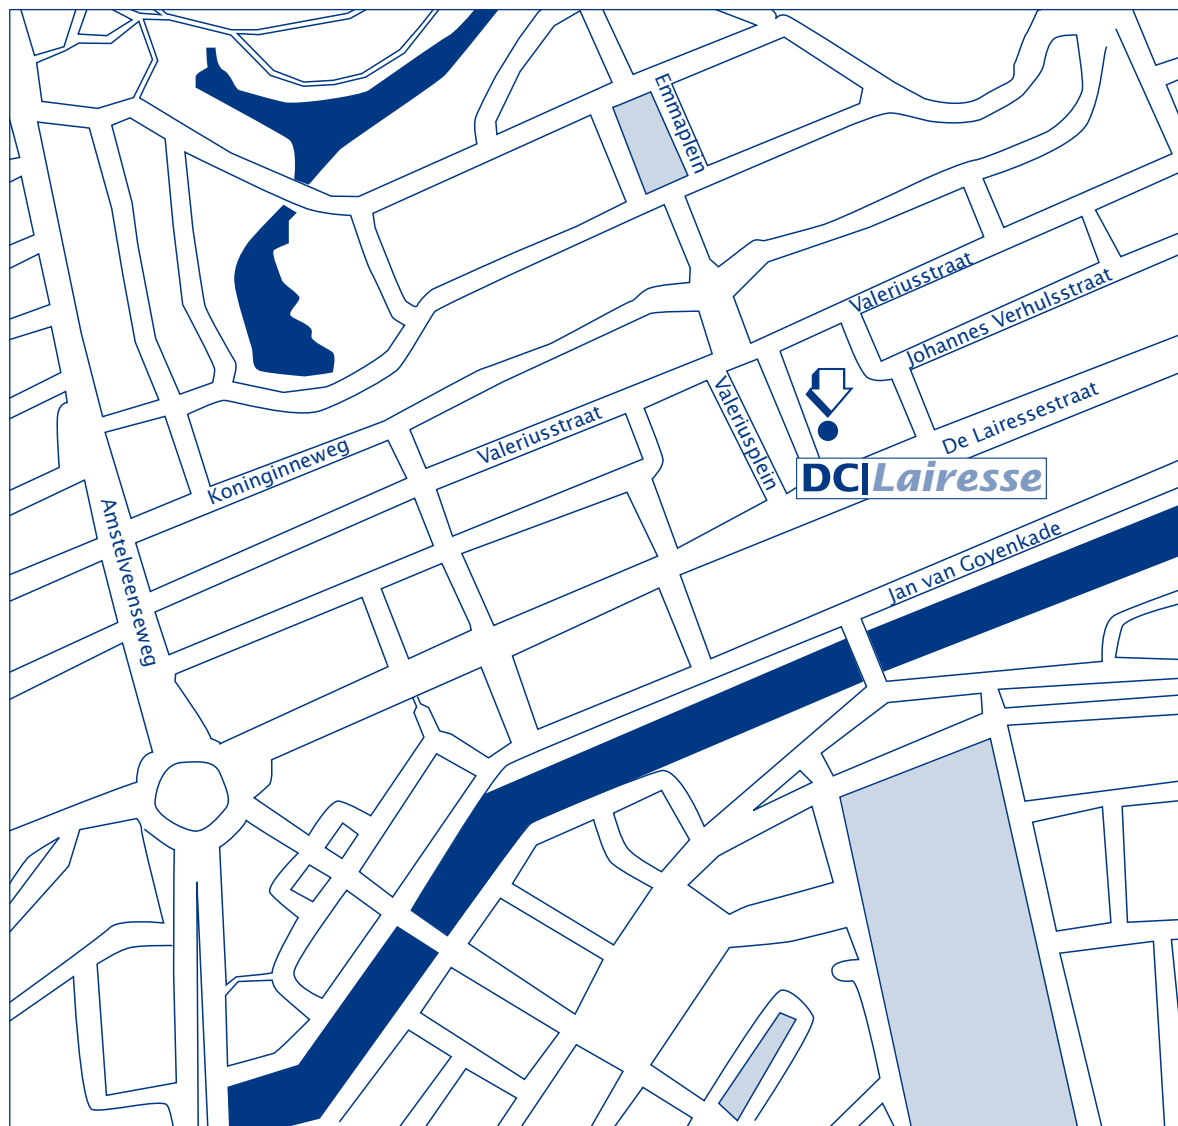 Emmaplein
Valeriusstraat
Johannes Verhulsstraat
Valeriusplein
De Lairessestraat
Valeriusstraat
Koninginneweg
DC|Lairesse
Amstelveenseweg
Jan van Goyenkade